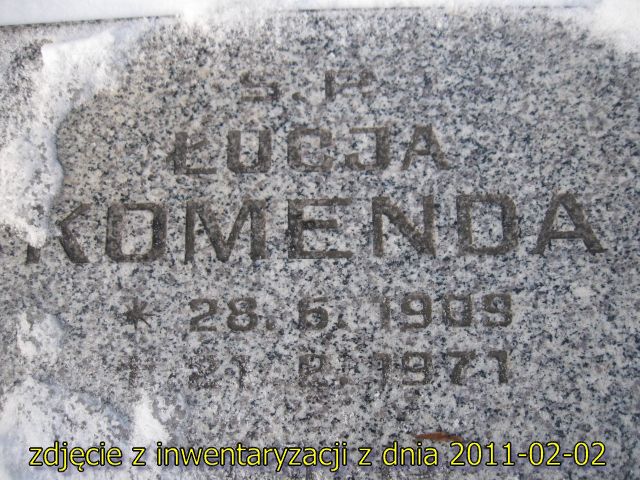 Ś.P.
ŁUCJA
KOMENDA
* 28.6.1909
† 21.2.1971
zdjęcie z inwentaryzacji z dnia 2011-02-02